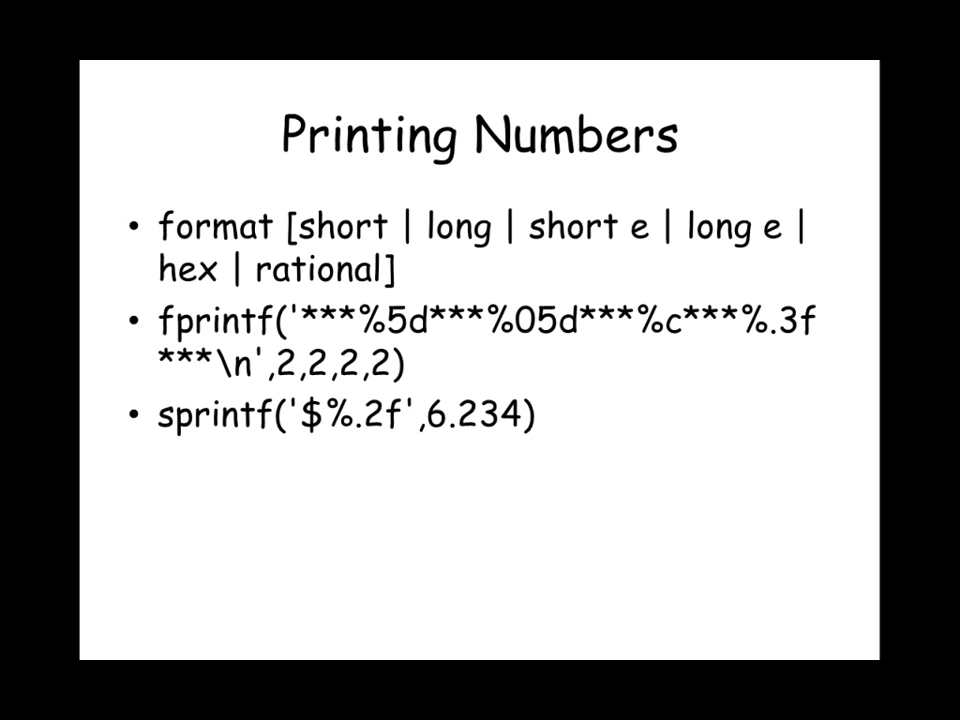 Printing Numbers
• format [short | long | short e | long e |
hex | rational]
• fprintf('***%5d***%05d***%c***%.3f
***\n',2,2,2,2)
• sprintf('$%.2f',6.234)